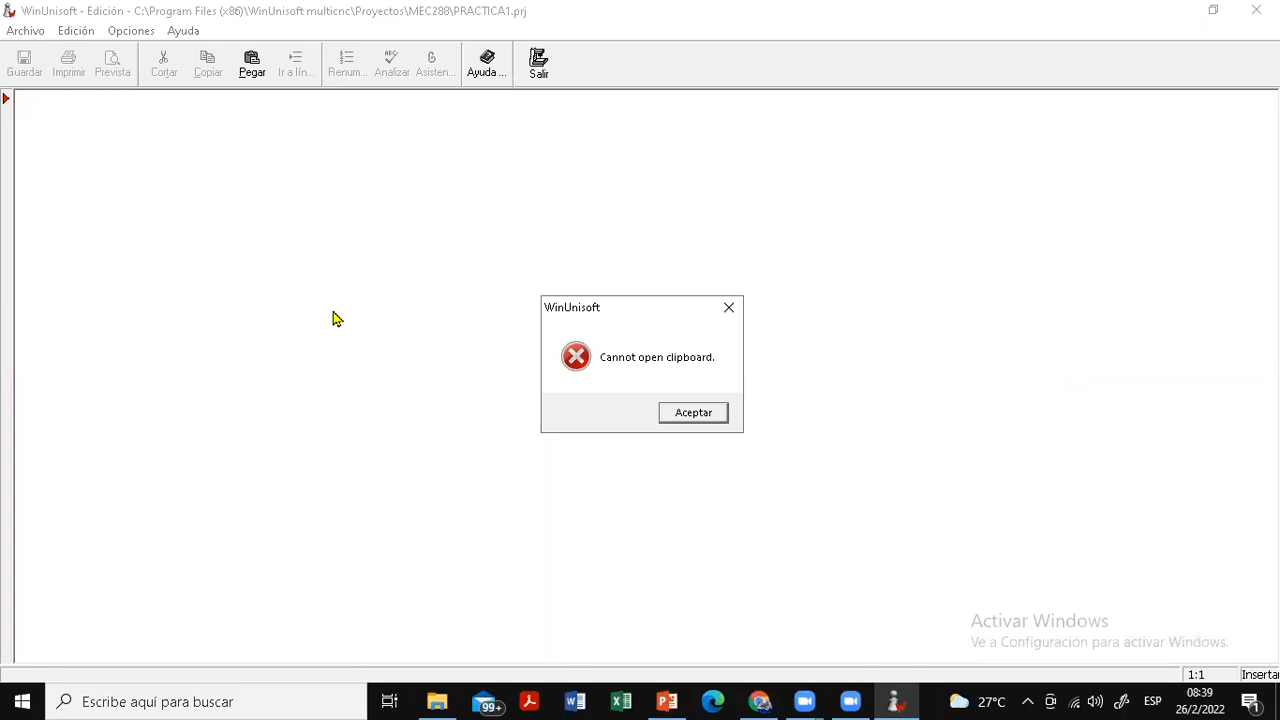 WinUnisoft - Edición - C:\Program Files (x86)\WinUnisoft multicnc\Proyectos\MEC288\PRACTICA1.prj
Archivo Edición Opciones Ayuda
Guardar Imprimir Prevista Cortar Copiar Pegar Ir a lín... Renum... Analizar Asisten... Ayuda ... Salir
WinUnisoft
Cannot open clipboard.
Aceptar
Activar Windows
Ve a Configuración para activar Windows.
1:1 Insertar
Escribe aquí para buscar
99+
27°C
ESP
08:39
26/2/2022
1